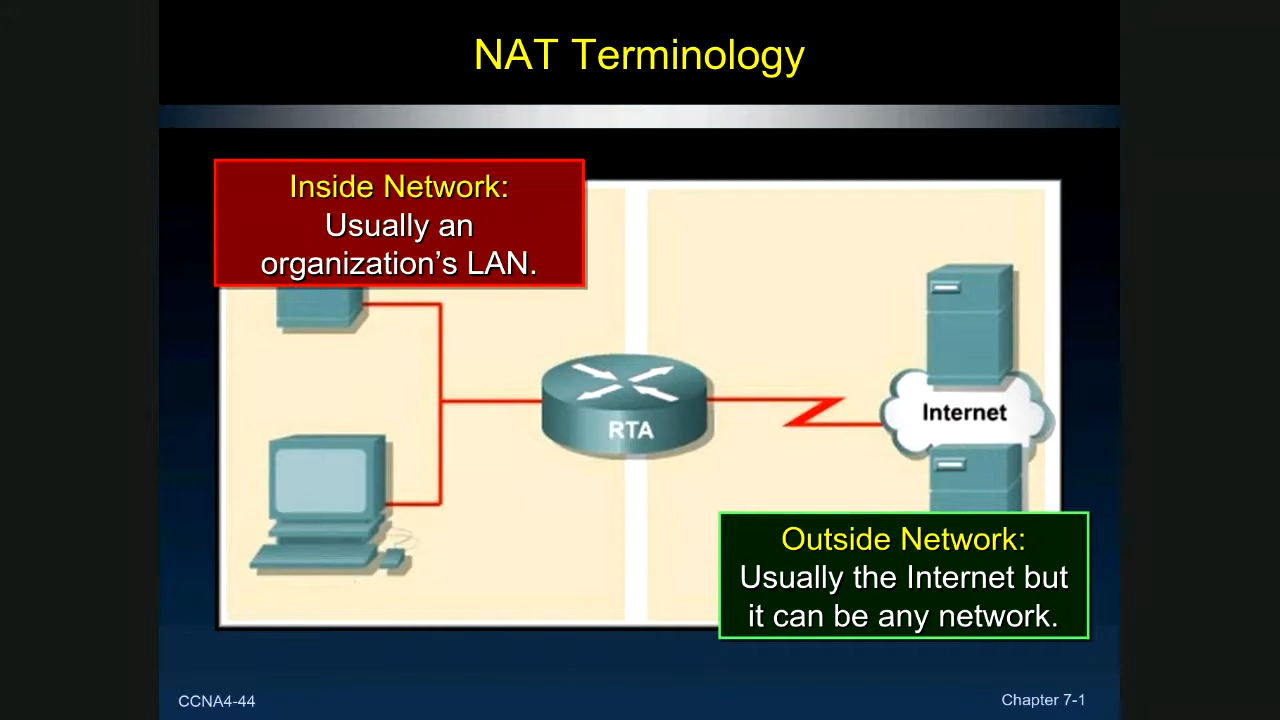 NAT Terminology
Inside Network:
Usually an
organization’s LAN.
RTA
Internet
Outside Network:
Usually the Internet but
it can be any network.
CCNA4-44
Chapter 7-1